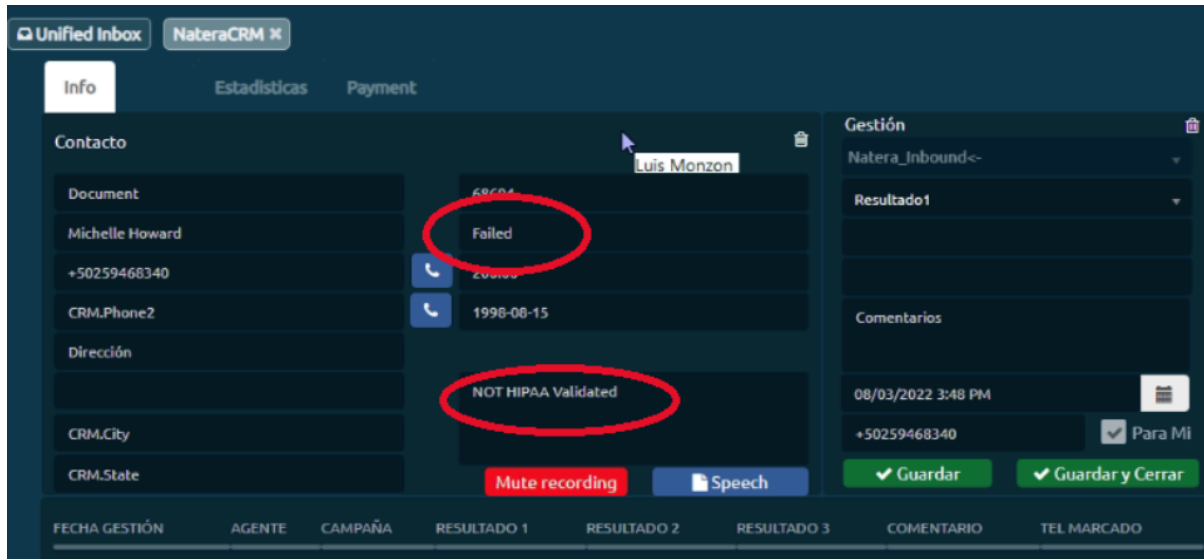 Unified Inbox
NateraCRM ✖
Info
Estadisticas
Payment
Contacto
Luis Monzon
Document
Michelle Howard
Failed
+50259468340
CRM.Phone2
1998-08-15
Dirección
NOT HIPAA Validated
CRM.City
CRM.State
Mute recording
Speech
Gestión
Natera_Inbound<-
Resultado1
Comentarios
08/03/2022 3:48 PM
+50259468340
Para Mi
Guardar
Guardar y Cerrar
FECHA GESTIÓN
AGENTE
CAMPAÑA
RESULTADO 1
RESULTADO 2
RESULTADO 3
COMENTARIO
TEL MARCADO